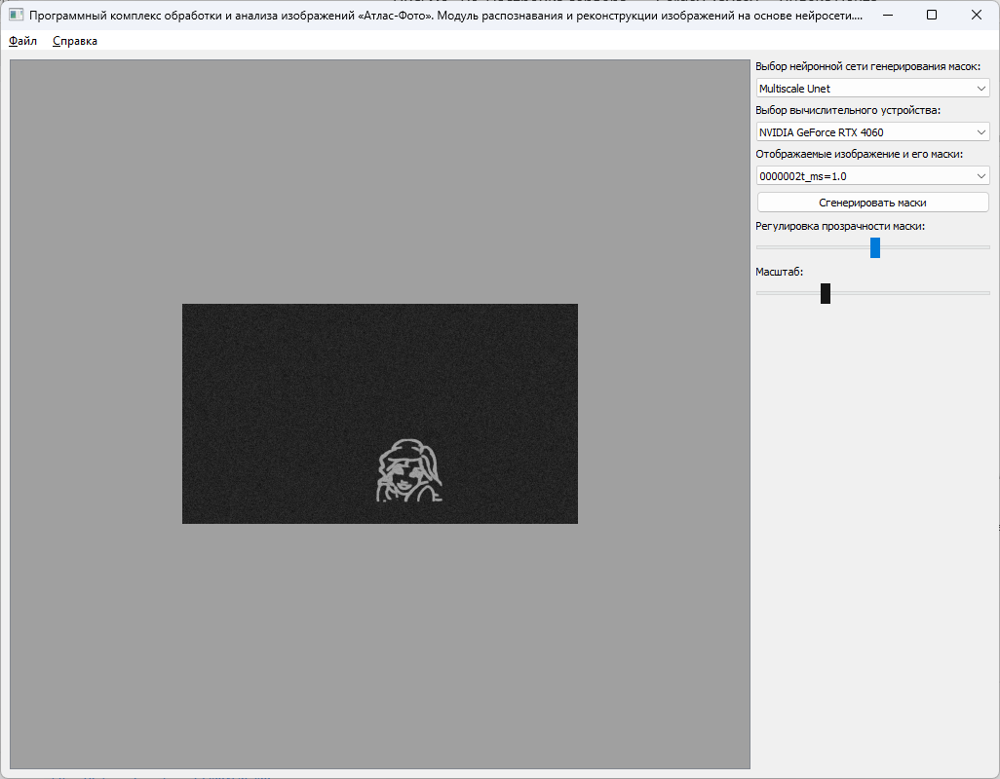 Программный комплекс обработки и анализа изображений «Атлас-Фото». Модуль распознавания и реконструкции изображений на основе нейросети....
Файл Справка
Выбор нейронной сети генерирования масок:
Multiscale Unet
Выбор вычислительного устройства:
NVIDIA GeForce RTX 4060
Отображаемые изображение и его маски:
0000002t_ms=1.0
Сгенерировать маски
Регулировка прозрачности маски:
Масштаб: